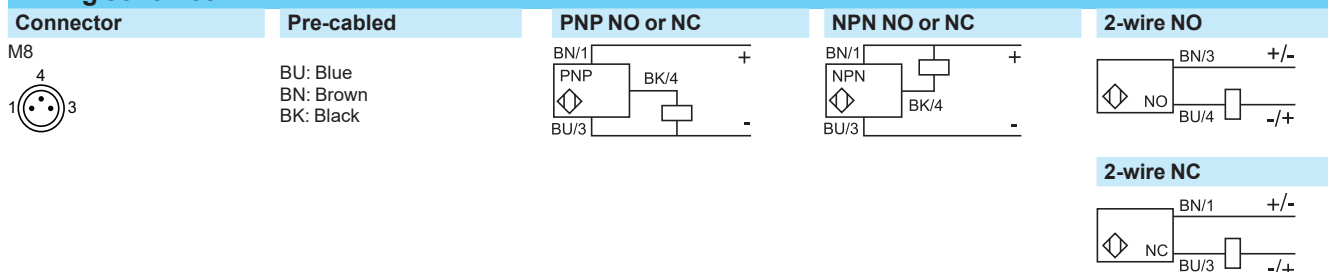 Connector
M8
4
1 3
Pre-cabled
BU: Blue
BN: Brown
BK: Black
PNP NO or NC
BN/1 +
PNP
BK/4
BU/3 -
NPN NO or NC
BN/1 +
NPN
BK/4
BU/3 -
2-wire NO
BN/3 +/-
NO
BU/4 -/+
2-wire NC
BN/1 +/-
NC
BU/3 -/+